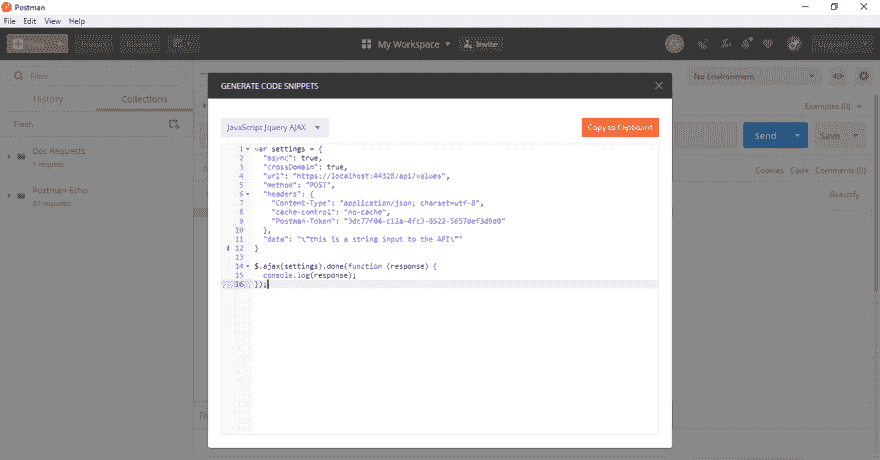 Postman
File Edit View Help
My Workspace
Invite
Upgrade
Filter
No Environment
History
Collections
Examples (0)
Trash
Send
Save
Doc Requests
1 request
Cookies Code Comments (0)
Postman Echo
37 requests
Beautify
GENERATE CODE SNIPPETS
JavaScript Jquery AJAX
Copy to Clipboard
1 var settings = {
2 "async": true,
3 "crossDomain": true,
4 "url": "https://localhost:44328/api/values",
5 "method": "POST",
6 "headers": {
7 "Content-Type": "application/json; charset=utf-8",
8 "cache-control": "no-cache",
9 "Postman-Token":
10 },
11 "data": "\"this is a string input to the API\""
12 }
13
14 $.ajax(settings).done(function (response) {
15 console.log(response);
16 });